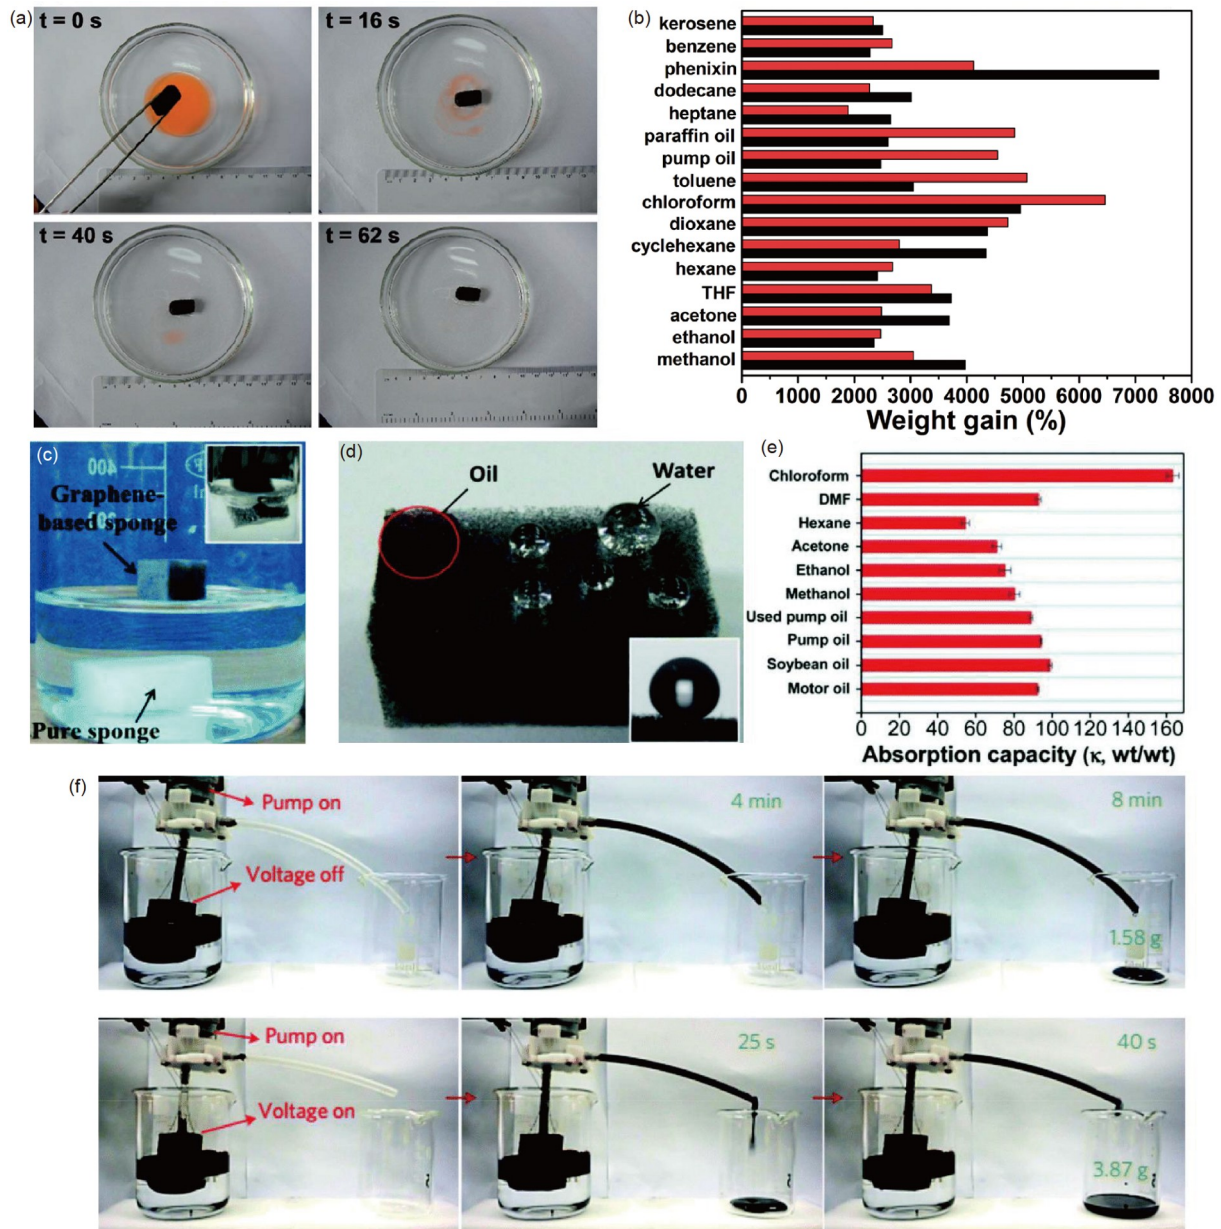 (a)
t = 0 s
t = 16 s
t = 40 s
t = 62 s
(b)
kerosene
benzene
phenixin
dodecane
heptane
paraffin oil
pump oil
toluene
chloroform
dioxane
cyclehexane
hexane
THF
acetone
ethanol
methanol
0 1000 2000 3000 4000 5000 6000 7000 8000
Weight gain (%)
(c)
400
Graphene-
based sponge
Pure sponge
(d)
Oil
Water
(e)
Chloroform
DMF
Hexane
Acetone
Ethanol
Methanol
Used pump oil
Pump oil
Soybean oil
Motor oil
0 20 40 60 80 100 120 140 160
Absorption capacity (κ, wt/wt)
(f)
Pump on
Voltage off
4 min
8 min
1.58 g
Pump on
Voltage on
25 s
40 s
3.87 g